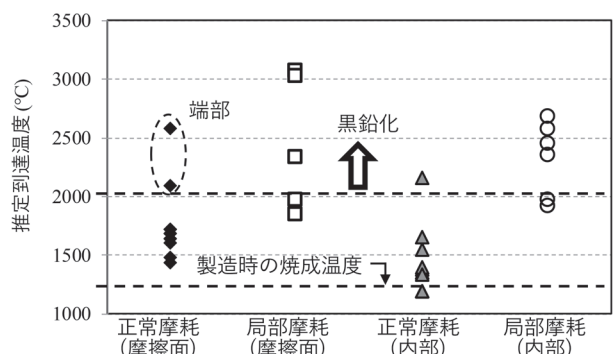 3500
3000
2500
2000
1500
1000
推定到達温度(℃)
端部
黒鉛化
製造時の焼成温度
正常摩耗
(摩擦面)
局部摩耗
(摩擦面)
正常摩耗
(内部)
局部摩耗
(内部)